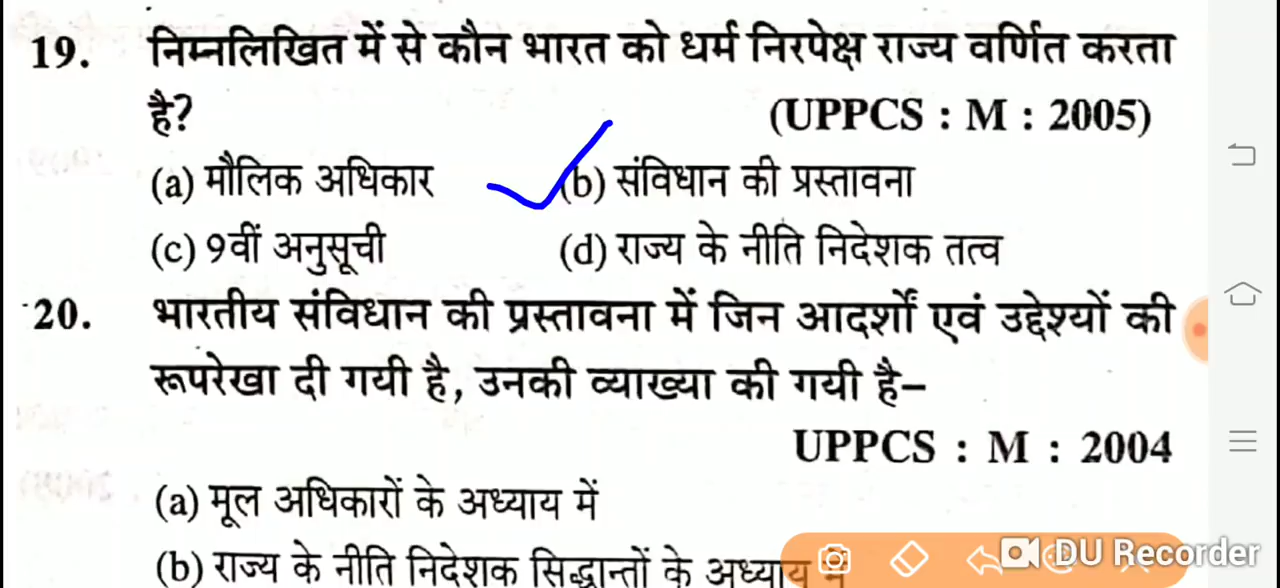 19. निम्नलिखित में से कौन भारत को धर्म निरपेक्ष राज्य वर्णित करता
है? (UPPCS : M : 2005)
(a) मौलिक अधिकार (b) संविधान की प्रस्तावना
(c) 9वीं अनुसूची (d) राज्य के नीति निदेशक तत्व
20. भारतीय संविधान की प्रस्तावना में जिन आदर्शों एवं उद्देश्यों की
रूपरेखा दी गयी है, उनकी व्याख्या की गयी है–
UPPCS : M : 2004
(a) मूल अधिकारों के अध्याय में
(b) राज्य के नीति निदेशक सिद्धान्तों के अध्याय में
DU Recorder